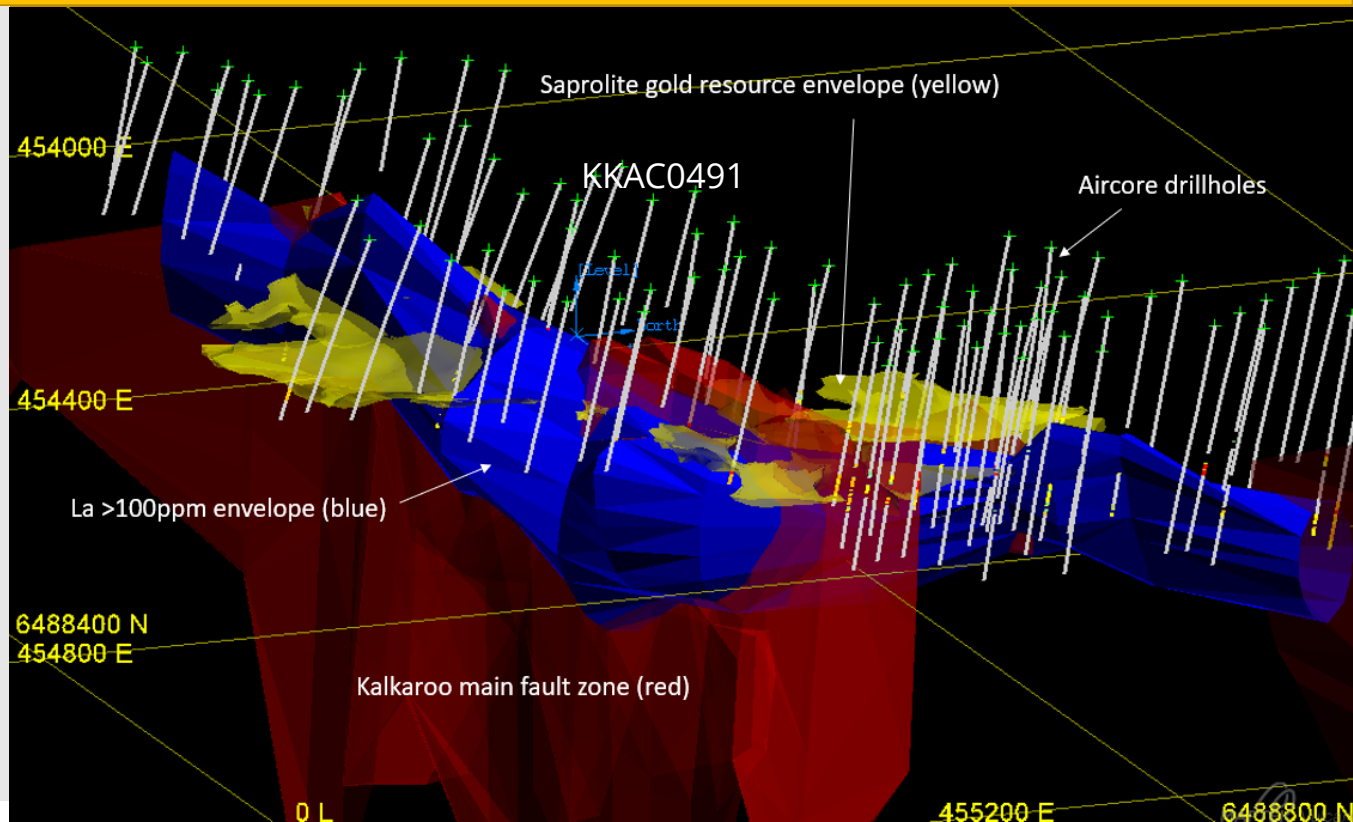 Saprolite gold resource envelope (yellow)
454000 E
KKAC0491
Aircore drillholes
[Level]
454400 E
La >100ppm envelope (blue)
6488400 N
454800 E
Kalkaroo main fault zone (red)
0 L
455200 E
6488800 N